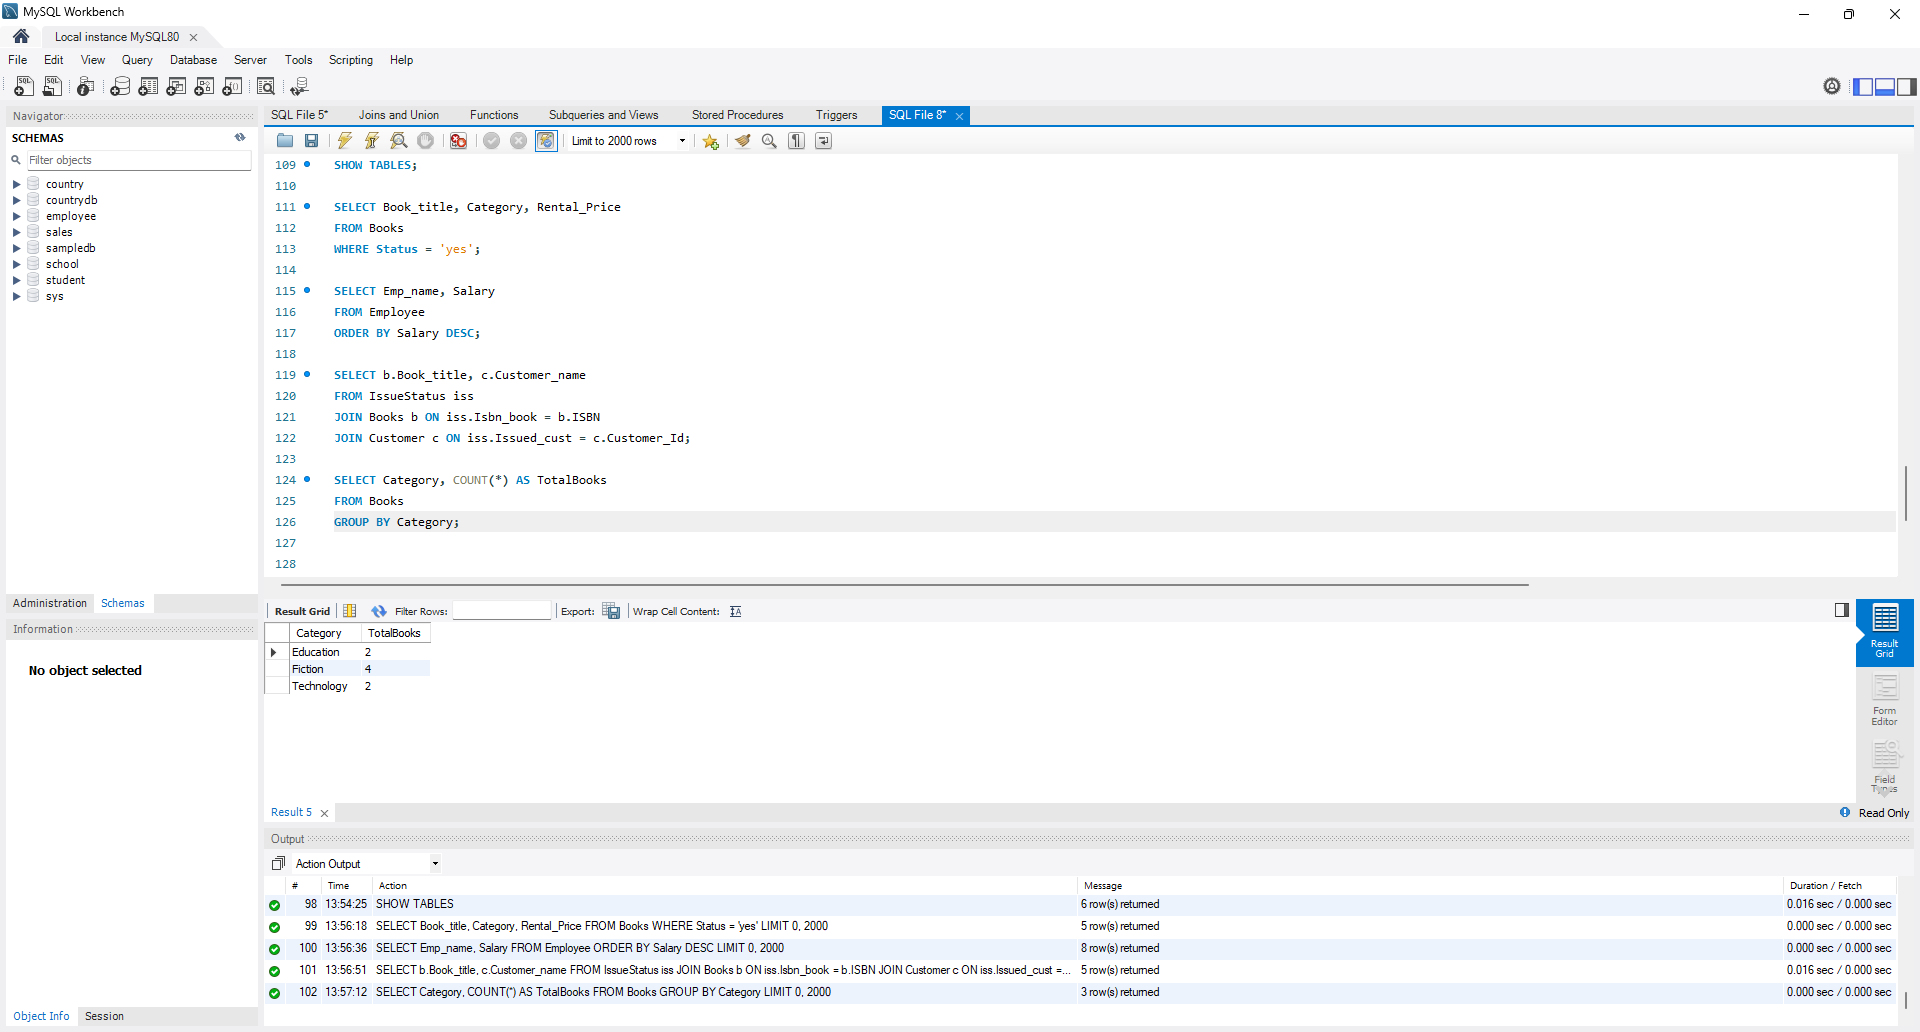 MySQL Workbench
Local instance MySQL80
File Edit View Query Database Server Tools Scripting Help
Navigator
SCHEMAS
Filter objects
country
countrydb
employee
sales
sampledb
school
student
sys
Administration Schemas
Information
No object selected
Object Info Session
SQL File 5* Joins and Union Functions Subqueries and Views Stored Procedures Triggers SQL File 8*
Limit to 2000 rows
109 SHOW TABLES;
110
111 SELECT Book_title, Category, Rental_Price
112 FROM Books
113 WHERE Status = 'yes';
114
115 SELECT Emp_name, Salary
116 FROM Employee
117 ORDER BY Salary DESC;
118
119 SELECT b.Book_title, c.Customer_name
120 FROM IssueStatus iss
121 JOIN Books b ON iss.Isbn_book = b.ISBN
122 JOIN Customer c ON iss.Issued_cust = c.Customer_Id;
123
124 SELECT Category, COUNT(*) AS TotalBooks
125 FROM Books
126 GROUP BY Category;
127
128
Result Grid Filter Rows: Export: Wrap Cell Content:
Category TotalBooks
Education 2
Fiction 4
Technology 2
Result
Grid
Form
Editor
Field
Types
Result 5
Read Only
Output
Action Output
# Time Action Message Duration / Fetch
98 13:54:25 SHOW TABLES 6 row(s) returned 0.016 sec / 0.000 sec
99 13:56:18 SELECT Book_title, Category, Rental_Price FROM Books WHERE Status = 'yes' LIMIT 0, 2000 5 row(s) returned 0.000 sec / 0.000 sec
100 13:56:36 SELECT Emp_name, Salary FROM Employee ORDER BY Salary DESC LIMIT 0, 2000 8 row(s) returned 0.000 sec / 0.000 sec
101 13:56:51 SELECT b.Book_title, c.Customer_name FROM IssueStatus iss JOIN Books b ON iss.Isbn_book = b.ISBN JOIN Customer c ON iss.Issued_cust =... 5 row(s) returned 0.016 sec / 0.000 sec
102 13:57:12 SELECT Category, COUNT(*) AS TotalBooks FROM Books GROUP BY Category LIMIT 0, 2000 3 row(s) returned 0.000 sec / 0.000 sec